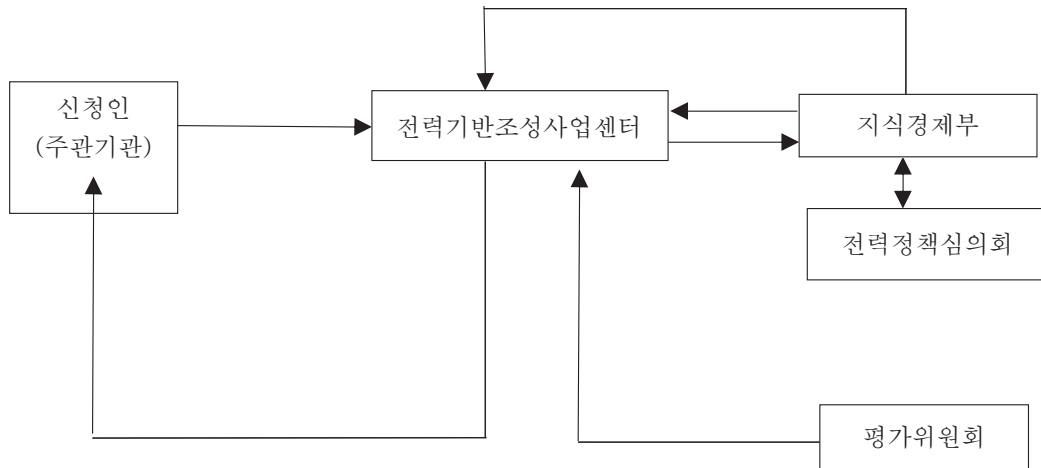 신청인
(주관기관)
전력기반조성사업센터
지식경제부
전력정책심의회
평가위원회